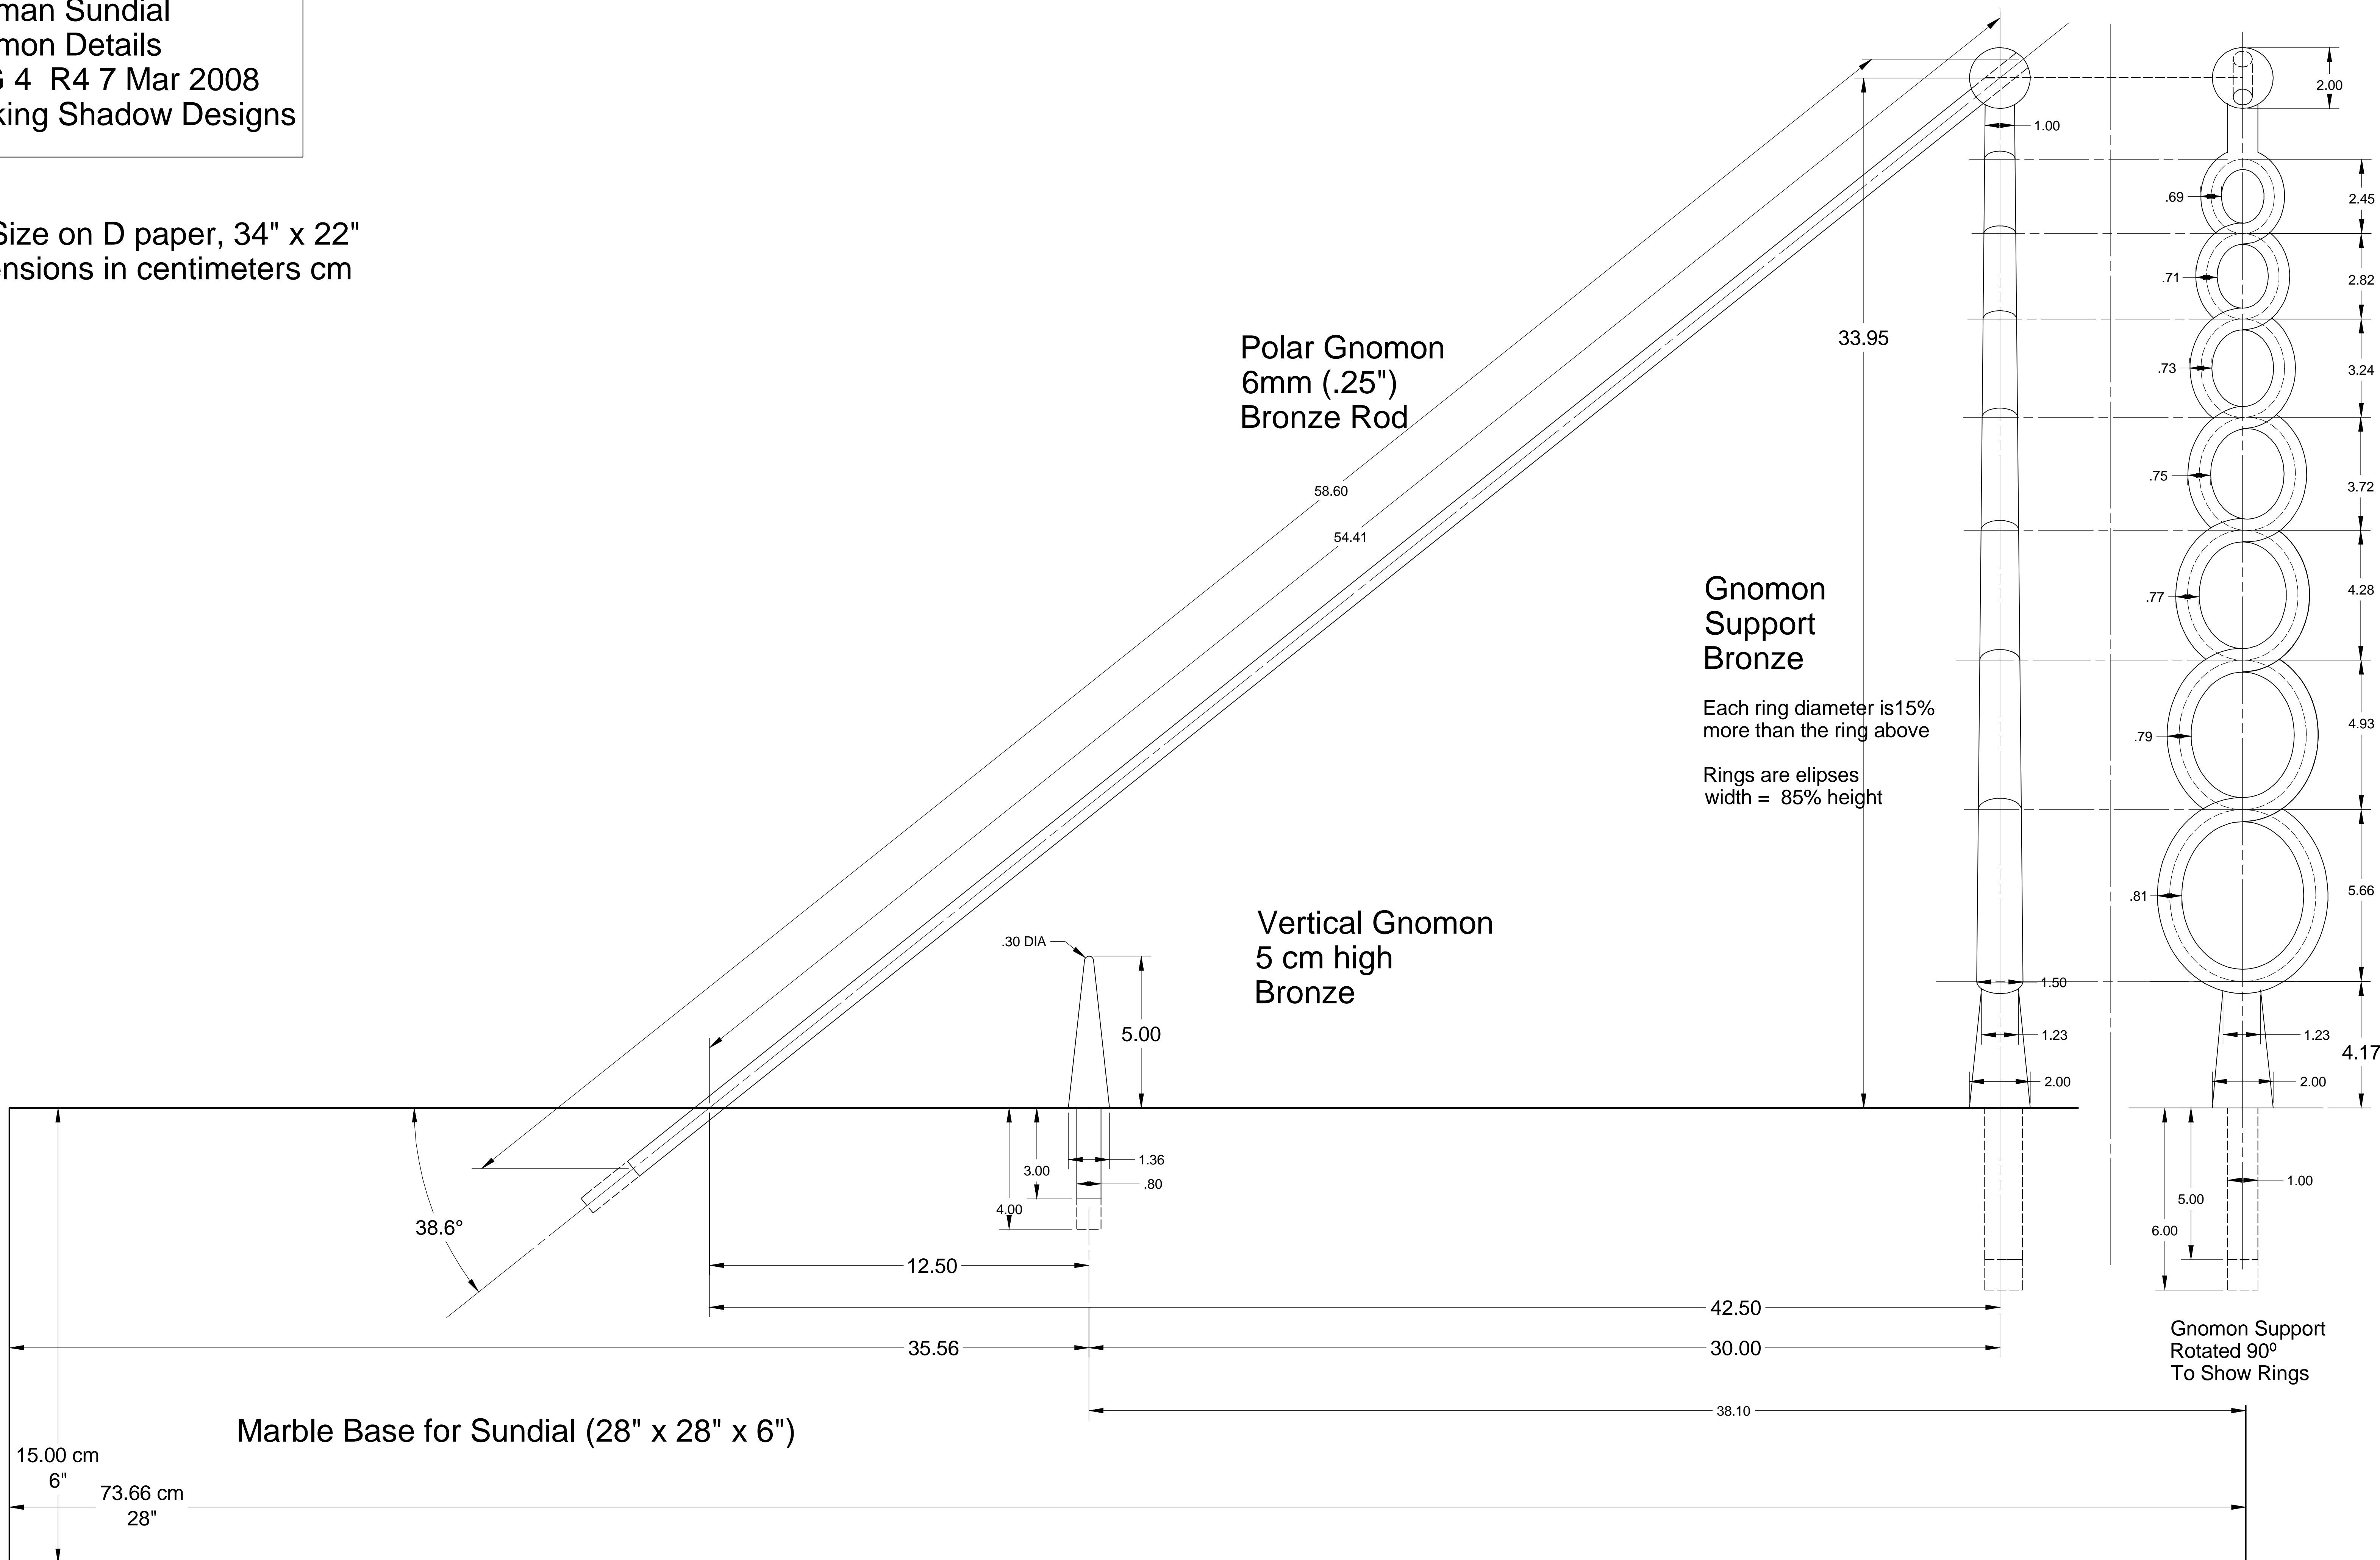 man Sundial
mon Details
G 4 R4 7 Mar 2008
king Shadow Designs
Size on D paper, 34" x 22"
ensions in centimeters cm
Polar Gnomon
6mm (.25")
Bronze Rod
58.60
54.41
33.95
1.00
2.00
.69
2.45
.71
2.82
.73
3.24
.75
3.72
.77
4.28
.79
4.93
.81
5.66
Gnomon
Support
Bronze
Each ring diameter is15%
more than the ring above
Rings are elipses
width = 85% height
Vertical Gnomon
5 cm high
Bronze
.30 DIA
5.00
1.50
1.23
2.00
1.23
4.17
2.00
38.6°
3.00
4.00
1.36
.80
12.50
42.50
35.56
30.00
38.10
5.00
6.00
1.00
Gnomon Support
Rotated 90º
To Show Rings
Marble Base for Sundial (28" x 28" x 6")
15.00 cm
6"
73.66 cm
28"